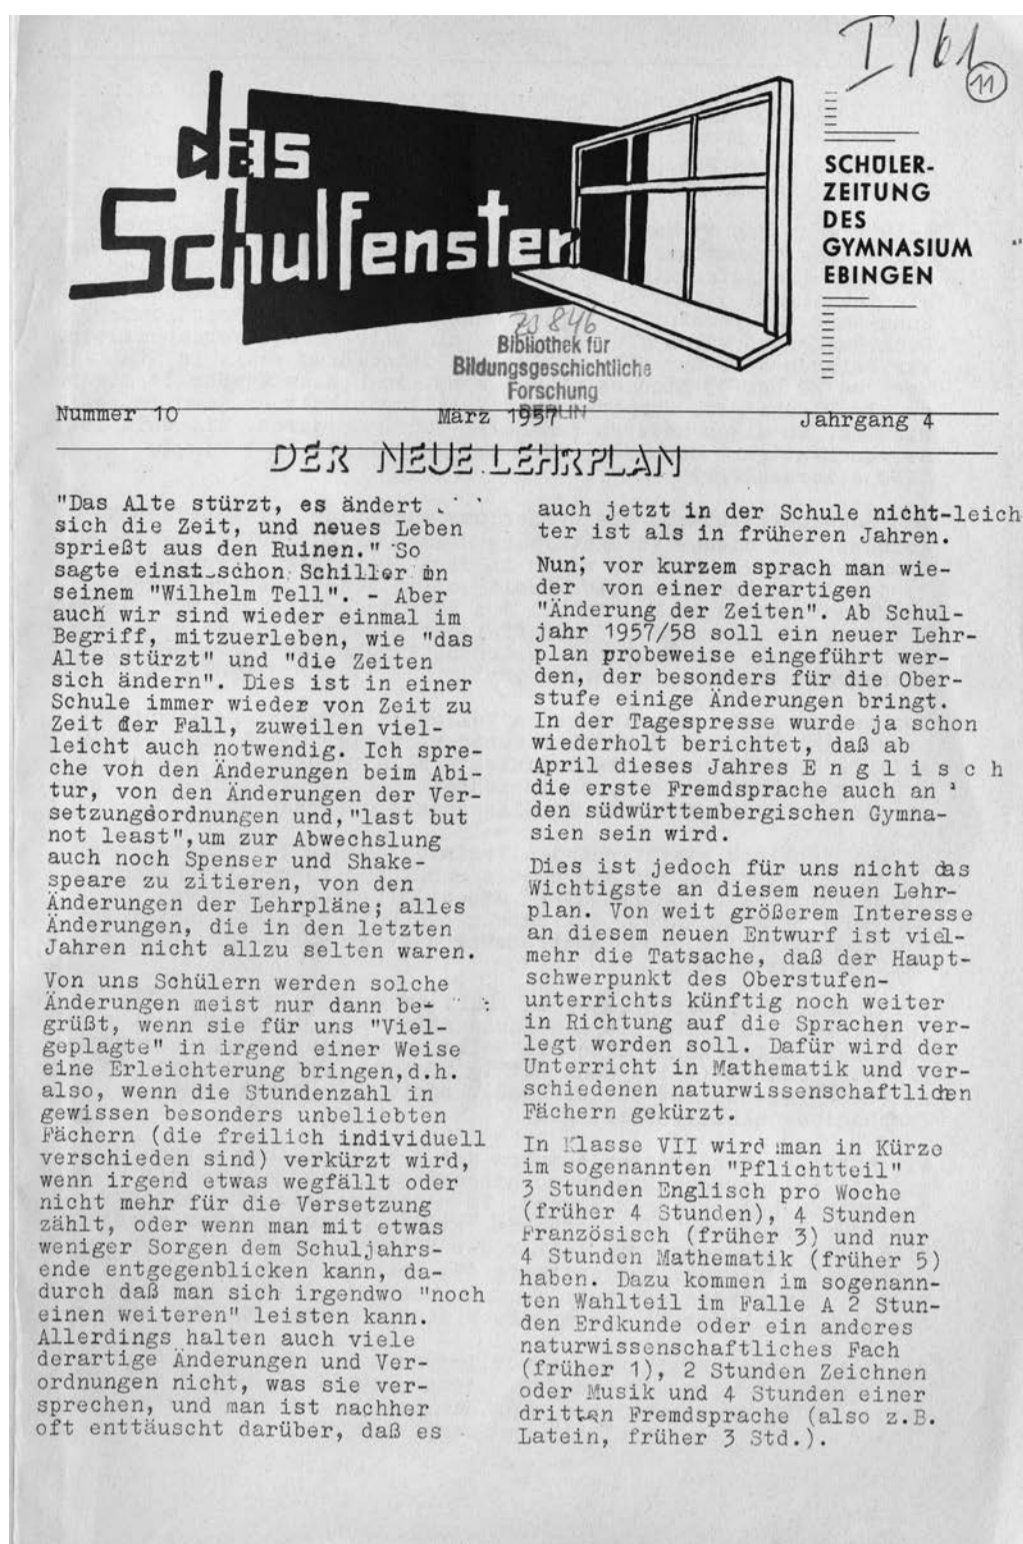 I/61
11
das
Schulfenster
SCHÜLER-
ZEITUNG
DES
GYMNASIUM
EBINGEN
ZS 846
Bibliothek für
Bildungsgeschichtliche
Forschung
BERLIN
Nummer 10 März 1957 Jahrgang 4
DER NEUE LEHRPLAN
"Das Alte stürzt, es ändert
sich die Zeit, und neues Leben
sprießt aus den Ruinen." So
sagte einst schon Schiller in
seinem "Wilhelm Tell". - Aber
auch wir sind wieder einmal im
Begriff, mitzuerleben, wie "das
Alte stürzt" und "die Zeiten
sich ändern". Dies ist in einer
Schule immer wieder von Zeit zu
Zeit der Fall, zuweilen viel-
leicht auch notwendig. Ich spre-
che von den Änderungen beim Abi-
tur, von den Änderungen der Ver-
setzungsordnungen und,"last but
not least",um zur Abwechslung
auch noch Spenser und Shake-
speare zu zitieren, von den
Änderungen der Lehrpläne; alles
Änderungen, die in den letzten
Jahren nicht allzu selten waren.
Von uns Schülern werden solche
Änderungen meist nur dann be-
grüßt, wenn sie für uns "Viel-
geplagte" in irgend einer Weise
eine Erleichterung bringen,d.h.
also, wenn die Stundenzahl in
gewissen besonders unbeliebten
Fächern (die freilich individuell
verschieden sind) verkürzt wird,
wenn irgend etwas wegfällt oder
nicht mehr für die Versetzung
zählt, oder wenn man mit etwas
weniger Sorgen dem Schuljahrs-
ende entgegenblicken kann, da-
durch daß man sich irgendwo "noch
einen weiteren" leisten kann.
Allerdings halten auch viele
derartige Änderungen und Ver-
ordnungen nicht, was sie ver-
sprechen, und man ist nachher
oft enttäuscht darüber, daß es
auch jetzt in der Schule nicht-leich
ter ist als in früheren Jahren.
Nun, vor kurzem sprach man wie-
der von einer derartigen
"Änderung der Zeiten". Ab Schul-
jahr 1957/58 soll ein neuer Lehr-
plan probeweise eingeführt wer-
den, der besonders für die Ober-
stufe einige Änderungen bringt.
In der Tagespresse wurde ja schon
wiederholt berichtet, daß ab
April dieses Jahres E n g l i s c h
die erste Fremdsprache auch an
den südwürttembergischen Gymna-
sien sein wird.
Dies ist jedoch für uns nicht das
Wichtigste an diesem neuen Lehr-
plan. Von weit größerem Interesse
an diesem neuen Entwurf ist viel-
mehr die Tatsache, daß der Haupt-
schwerpunkt des Oberstufen-
unterrichts künftig noch weiter
in Richtung auf die Sprachen ver-
legt werden soll. Dafür wird der
Unterricht in Mathematik und ver-
schiedenen naturwissenschaftlichen
Fächern gekürzt.
In Klasse VII wird man in Kürze
im sogenannten "Pflichtteil"
3 Stunden Englisch pro Woche
(früher 4 Stunden), 4 Stunden
Französisch (früher 3) und nur
4 Stunden Mathematik (früher 5)
haben. Dazu kommen im sogenann-
ten Wahlteil im Falle A 2 Stun-
den Erdkunde oder ein anderes
naturwissenschaftliches Fach
(früher 1), 2 Stunden Zeichnen
oder Musik und 4 Stunden einer
dritten Fremdsprache (also z.B.
Latein, früher 3 Std.).